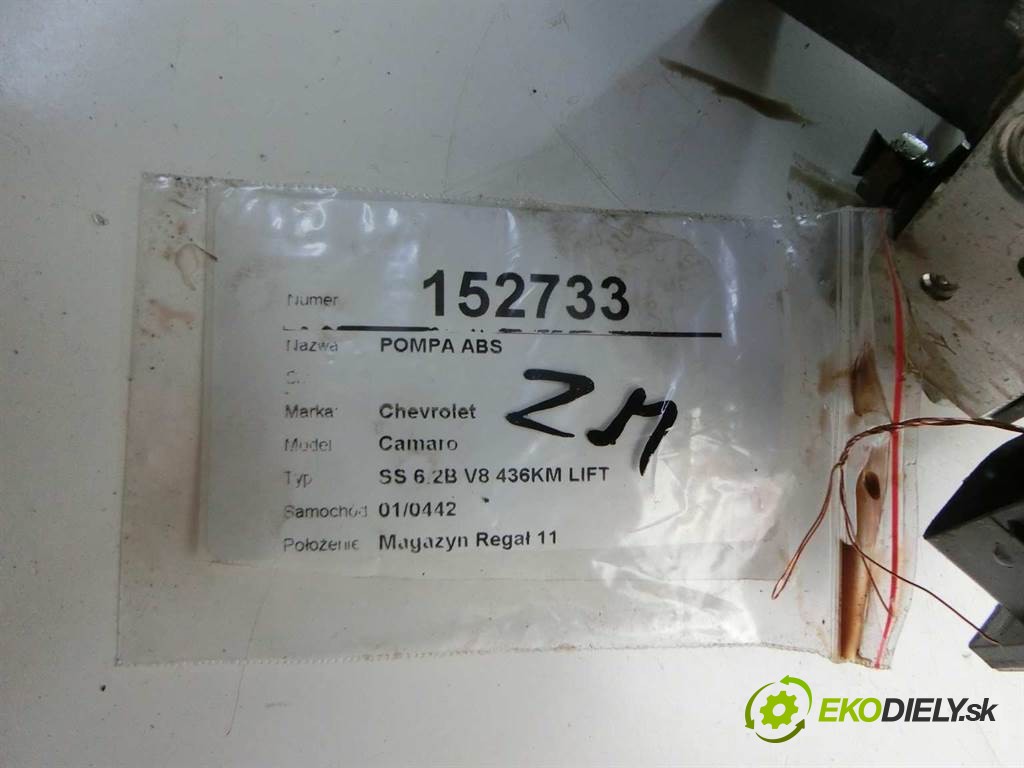 Numer 152733
Nazwa POMPA ABS
Marka: Chevrolet
Model Camaro
Typ SS 6.2B V8 436KM LIFT
Samochód 01/0442
Położenie Magazyn Regał 11
ZM
EKODIELY.sk